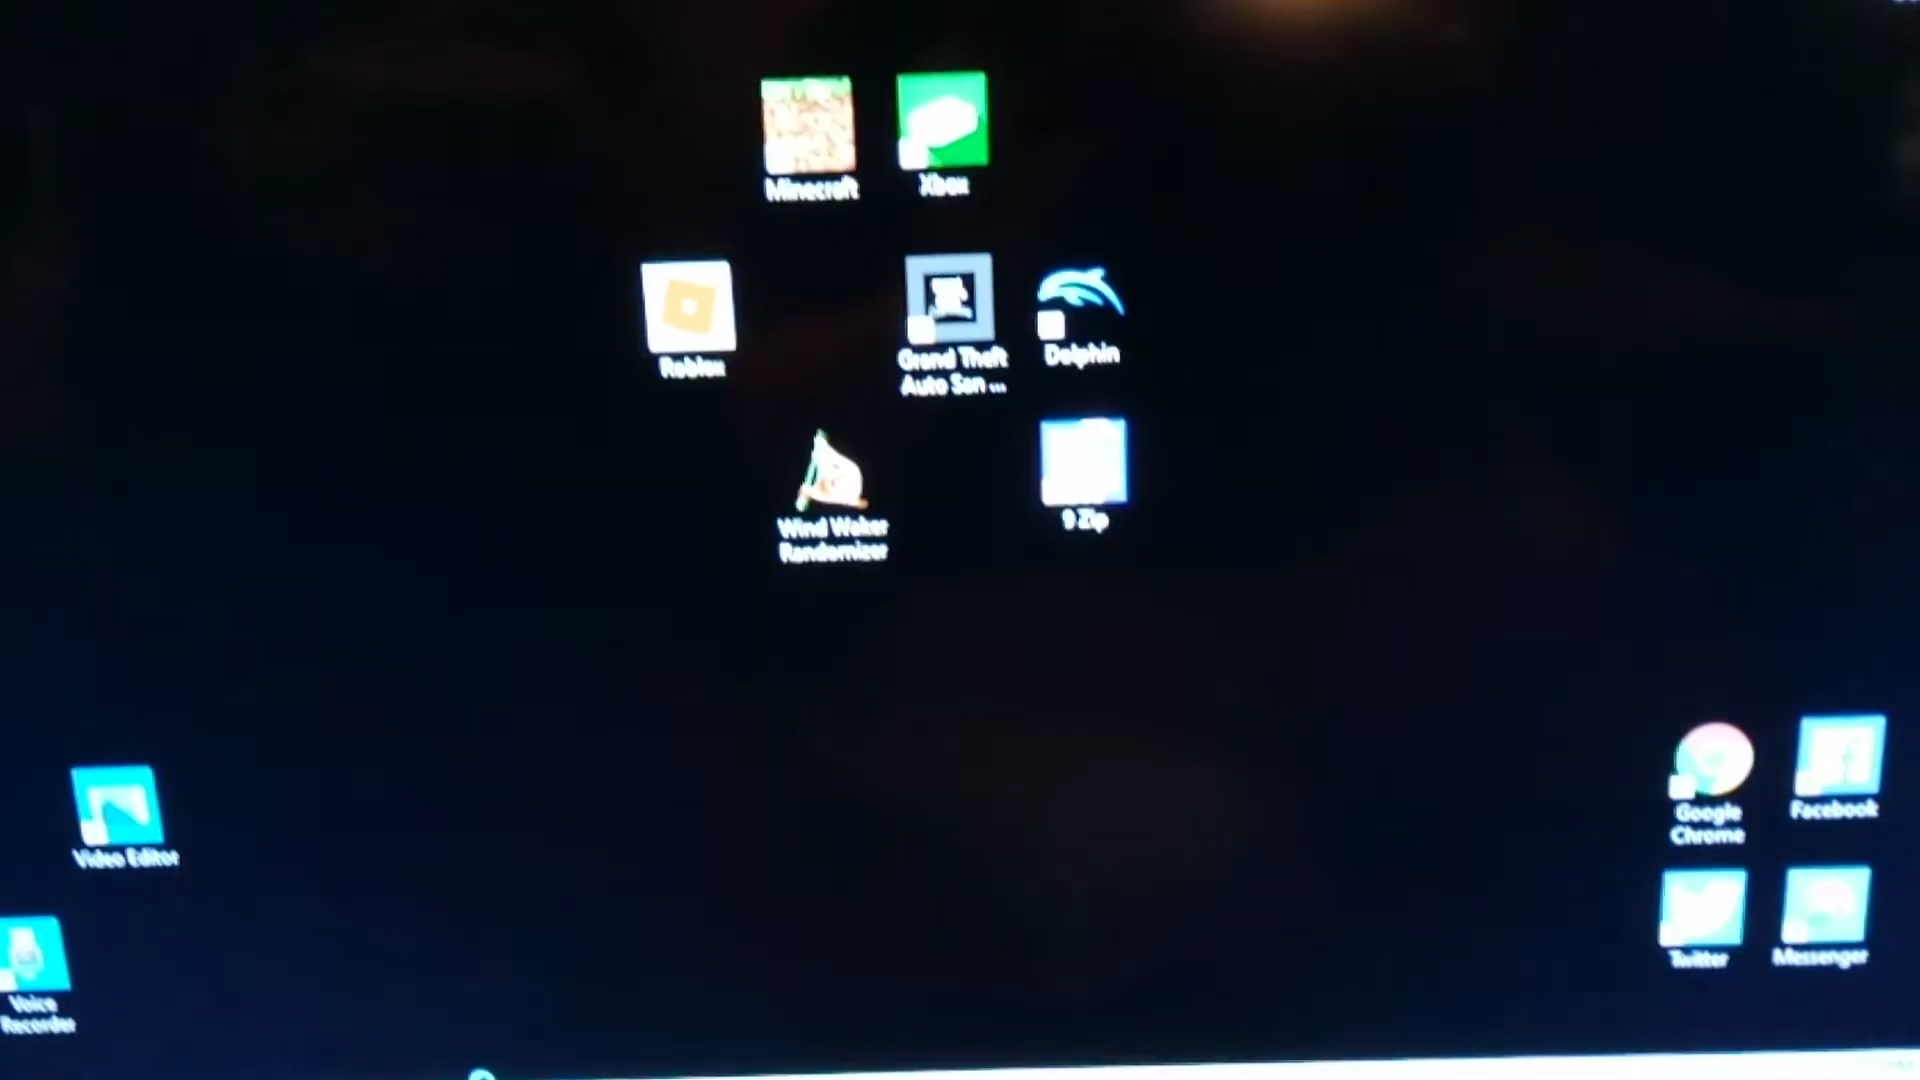 Minecraft
Xbox
Roblox
Grand Theft
Auto San ...
Dolphin
Wind Waker
Randomizer
9 Zip
Video Editor
Voice
Recorder
Google
Chrome
Facebook
Twitter
Messenger